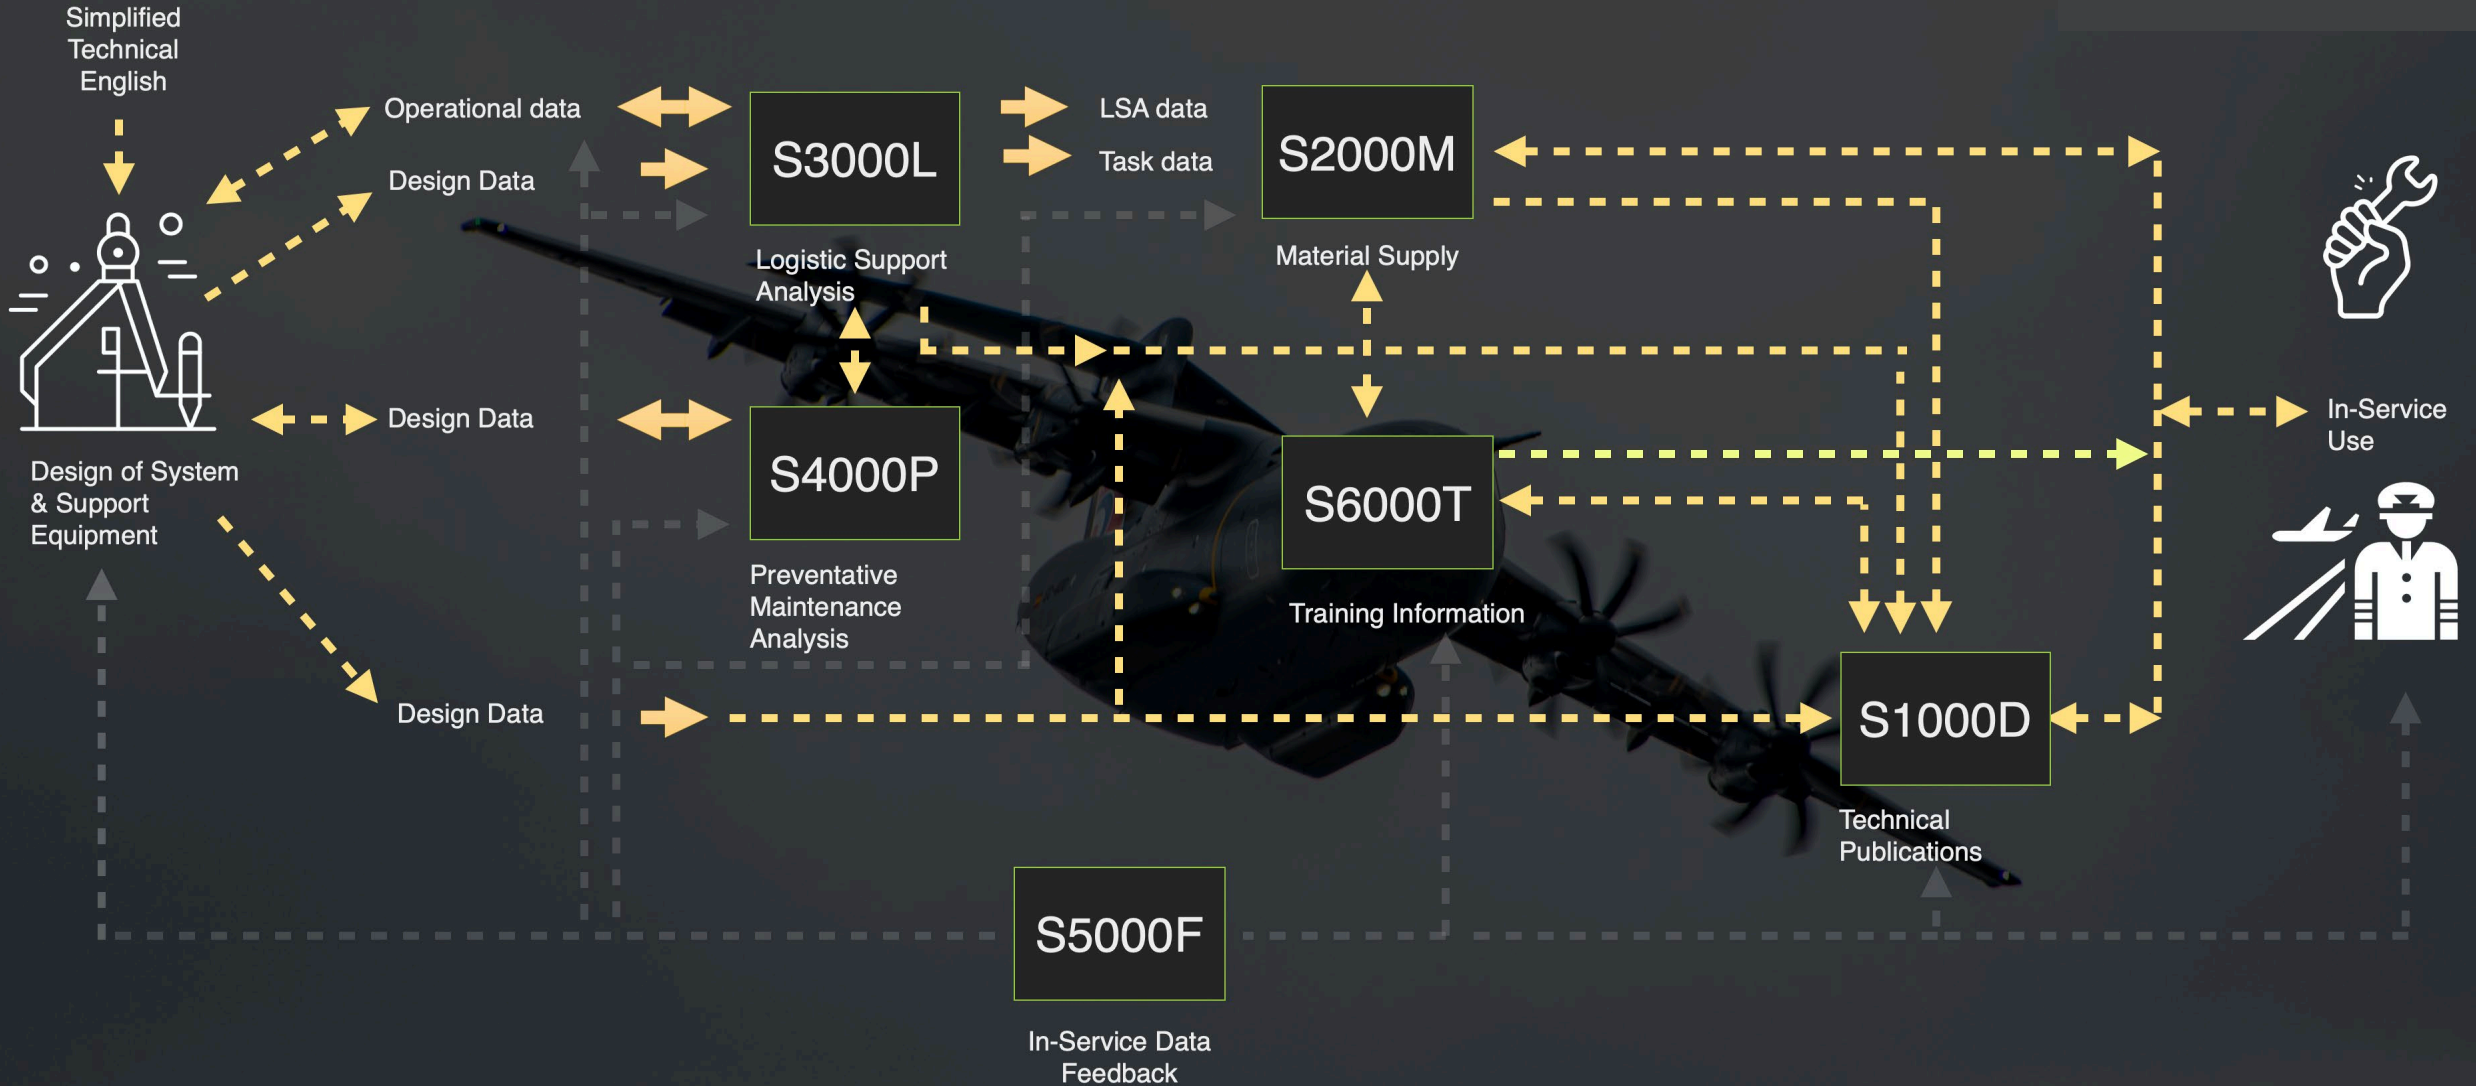 Simplified
Technical
English
Operational data
Design Data
S3000L
Logistic Support
Analysis
LSA data
Task data
S2000M
Material Supply
Design of System
& Support
Equipment
Design Data
S4000P
Preventative
Maintenance
Analysis
S6000T
Training Information
In-Service
Use
Design Data
S1000D
Technical
Publications
S5000F
In-Service Data
Feedback